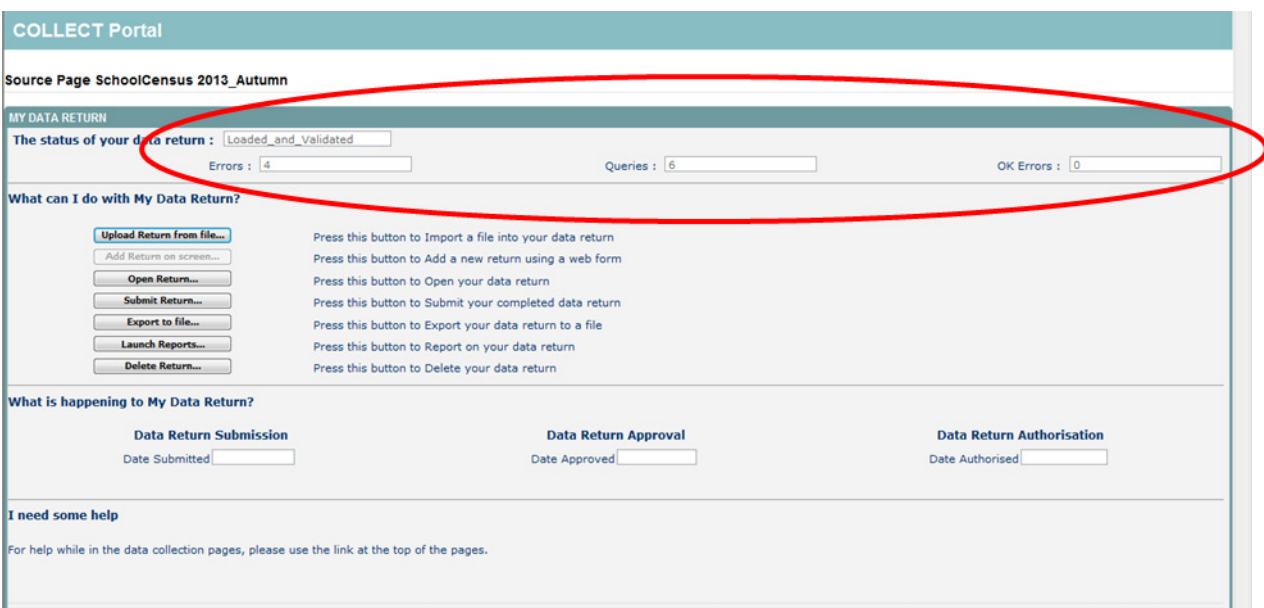 COLLECT Portal
Source Page SchoolCensus 2013_Autumn
MY DATA RETURN
The status of your data return : Loaded_and_Validated
Errors : 4 Queries : 6 OK Errors : 0
What can I do with My Data Return?
Upload Return from file... Press this button to Import a file into your data return
Add Return on screen... Press this button to Add a new return using a web form
Open Return... Press this button to Open your data return
Submit Return... Press this button to Submit your completed data return
Export to file... Press this button to Export your data return to a file
Launch Reports... Press this button to Report on your data return
Delete Return... Press this button to Delete your data return
What is happening to My Data Return?
Data Return Submission Data Return Approval Data Return Authorisation
Date Submitted Date Approved Date Authorised
I need some help
For help while in the data collection pages, please use the link at the top of the pages.